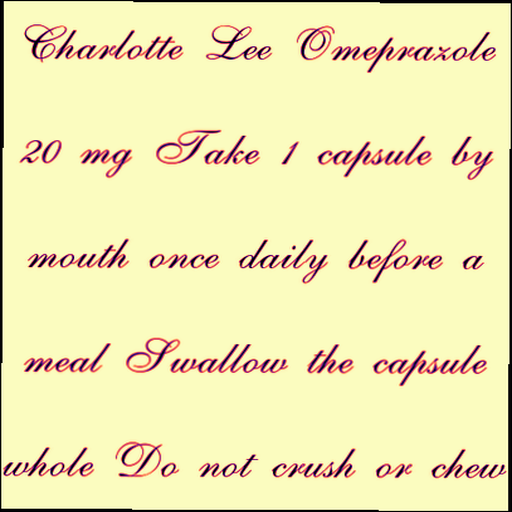 Charlotte Lee Omeprazole
20 mg Take 1 capsule by
mouth once daily before a
meal Swallow the capsule
whole Do not crush or chew